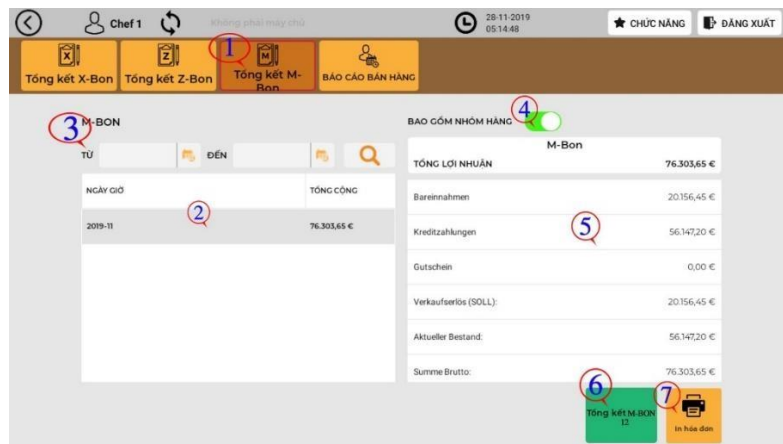 Chef 1
Không phải máy chủ
28-11-2019
05:14:48
CHỨC NĂNG
ĐĂNG XUẤT
X
Z
M
1
Tổng kết X-Bon
Tổng kết Z-Bon
Tổng kết M-
Bon
BÁO CÁO BÁN HÀNG
3
M-BON
TỪ
ĐẾN
NGÀY GIỜ
TỔNG CỘNG
2
2019-11
76.303,65 €
BAO GỒM NHÓM HÀNG
4
M-Bon
TỔNG LỢI NHUẬN
76.303,65 €
Bareinnahmen
20.156,45 €
Kreditzahlungen
5
56.147,20 €
Gutschein
0,00 €
Verkaufserlös (SOLL):
20.156,45 €
Aktueller Bestand:
56.147,20 €
Summe Brutto:
76.303,65 €
6
Tổng kết M-BON
12
7
In hóa đơn